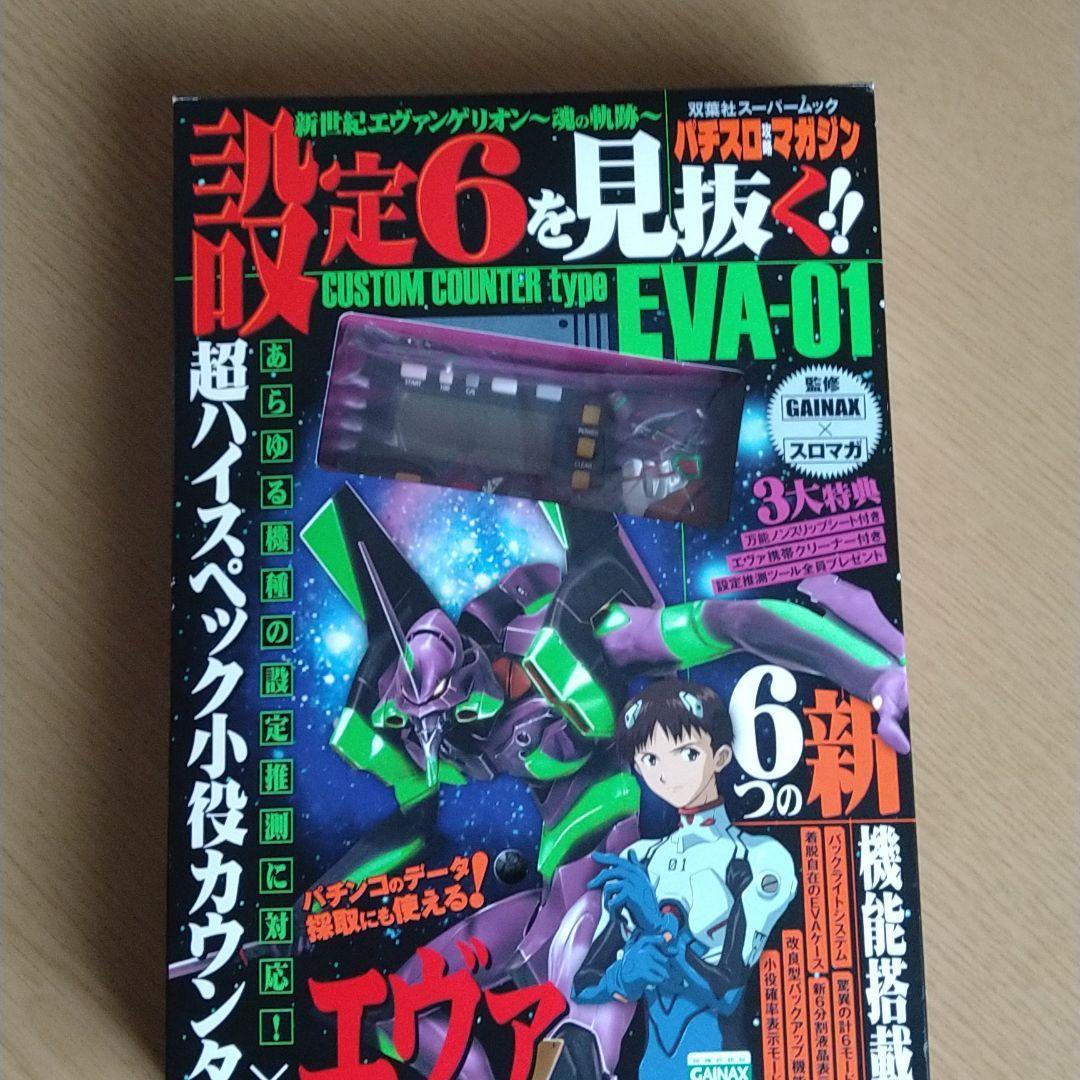 新世紀エヴァンゲリオン～魂の軌跡～
双葉社スーパームック
パチスロ攻略マガジン
設定6を見抜く!!
CUSTOM COUNTER type
EVA-01
監修
GAINAX
×
スロマガ
3大特典
万能ノンスリップシート付き
エヴァ携帯クリーナー付き
設定推測ツール全員プレゼント
あらゆる機種の設定推測に対応!
超ハイスペック小役カウンタ
START
CLEAR
6つの新
機能搭載
バックライトシステム
着脱自在のEVAケース
驚異の計6モード
新6分割液晶表示
改良型バックアップ機能
小役確率表示モード
01
パチンコのデータ
採取にも使える!
エヴァ
×
GAINAX